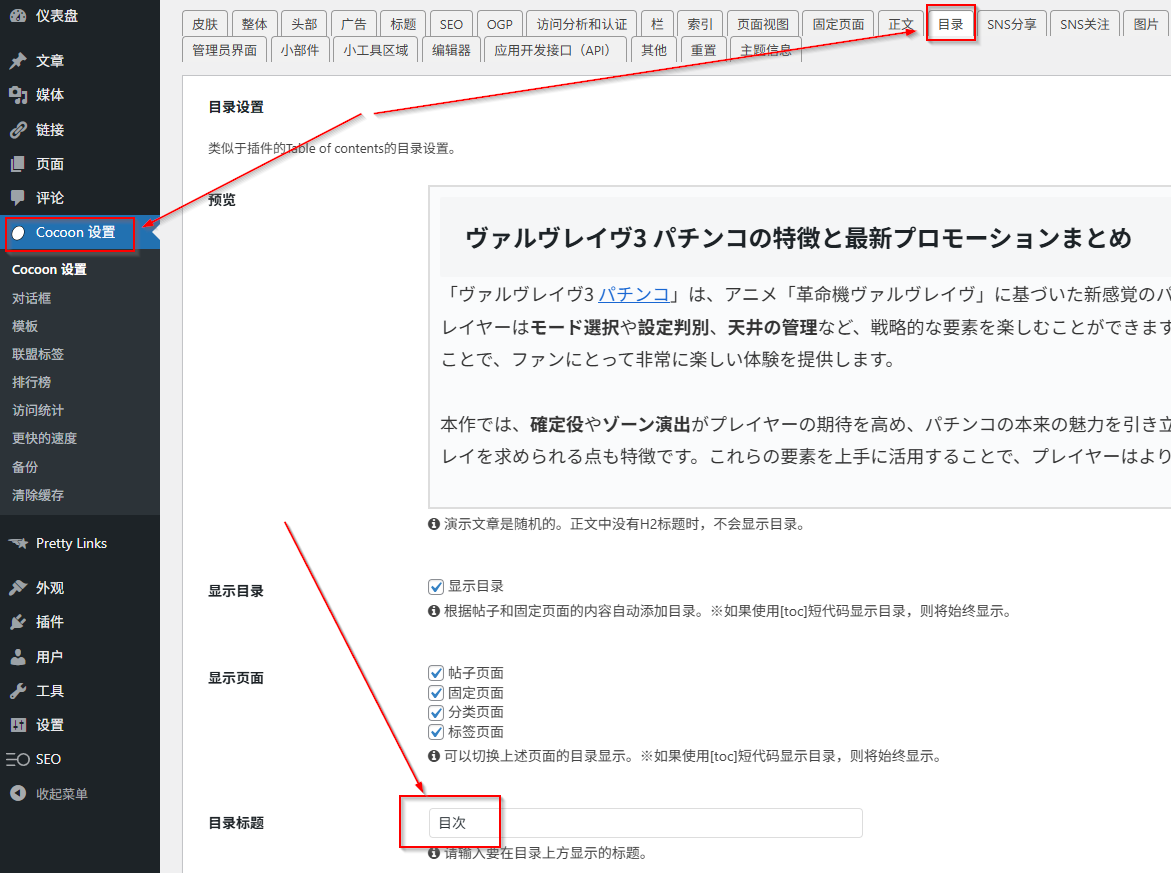 仪表盘
文章
媒体
链接
页面
评论
Cocoon 设置
Cocoon 设置
对话框
模板
联盟标签
排行榜
访问统计
更快的速度
备份
清除缓存
Pretty Links
外观
插件
用户
工具
设置
SEO
收起菜单
皮肤 整体 头部 广告 标题 SEO OGP 访问分析和认证 栏 索引 页面视图 固定页面 正文 目录 SNS分享 SNS关注 图片
管理员界面 小部件 小工具区域 编辑器 应用开发接口（API） 其他 重置 主题信息
目录设置
类似于插件的Table of contents的目录设置。
预览
ヴァルヴレイヴ3 パチンコの特徴と最新プロモーションまとめ
「ヴァルヴレイヴ3 パチンコ」は、アニメ「革命機ヴァルヴレイヴ」に基づいた新感覚のパ
レイヤーはモード選択や設定判別、天井の管理など、戦略的な要素を楽しむことができます
ことで、ファンにとって非常に楽しい体験を提供します。
本作では、確定役やゾーン演出がプレイヤーの期待を高め、パチンコの本来の魅力を引き立
レイを求められる点も特徴です。これらの要素を上手に活用することで、プレイヤーはより
演示文章是随机的。正文中没有H2标题时，不会显示目录。
显示目录
显示目录
根据帖子和固定页面的内容自动添加目录。※如果使用[toc]短代码显示目录，则将始终显示。
显示页面
帖子页面
固定页面
分类页面
标签页面
可以切换上述页面的目录显示。※如果使用[toc]短代码显示目录，则将始终显示。
目录标题
目次
请输入要在目录上方显示的标题。